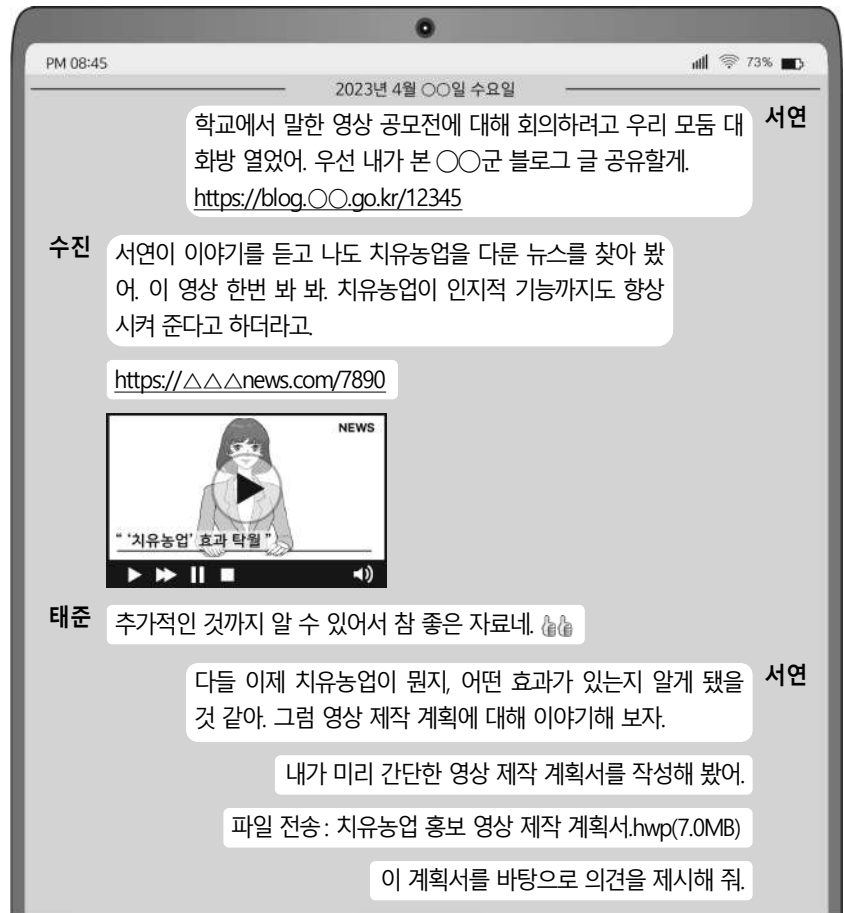 PM 08:45
73%
2023년 4월 ○○일 수요일
서연
학교에서 말한 영상 공모전에 대해 회의하려고 우리 모둠 대
화방 열었어. 우선 내가 본 ○○군 블로그 글 공유할게.
https://blog.○○.go.kr/12345
수진
서연이 이야기를 듣고 나도 치유농업을 다룬 뉴스를 찾아 봤
어. 이 영상 한번 봐 봐. 치유농업이 인지적 기능까지도 향상
시켜 준다고 하더라고.
https://△△△news.com/7890
NEWS
" '치유농업' 효과 탁월 "
태준
추가적인 것까지 알 수 있어서 참 좋은 자료네. 👍👍
서연
다들 이제 치유농업이 뭔지, 어떤 효과가 있는지 알게 됐을
것 같아. 그럼 영상 제작 계획에 대해 이야기해 보자.
내가 미리 간단한 영상 제작 계획서를 작성해 봤어.
파일 전송 : 치유농업 홍보 영상 제작 계획서.hwp(7.0MB)
이 계획서를 바탕으로 의견을 제시해 줘.